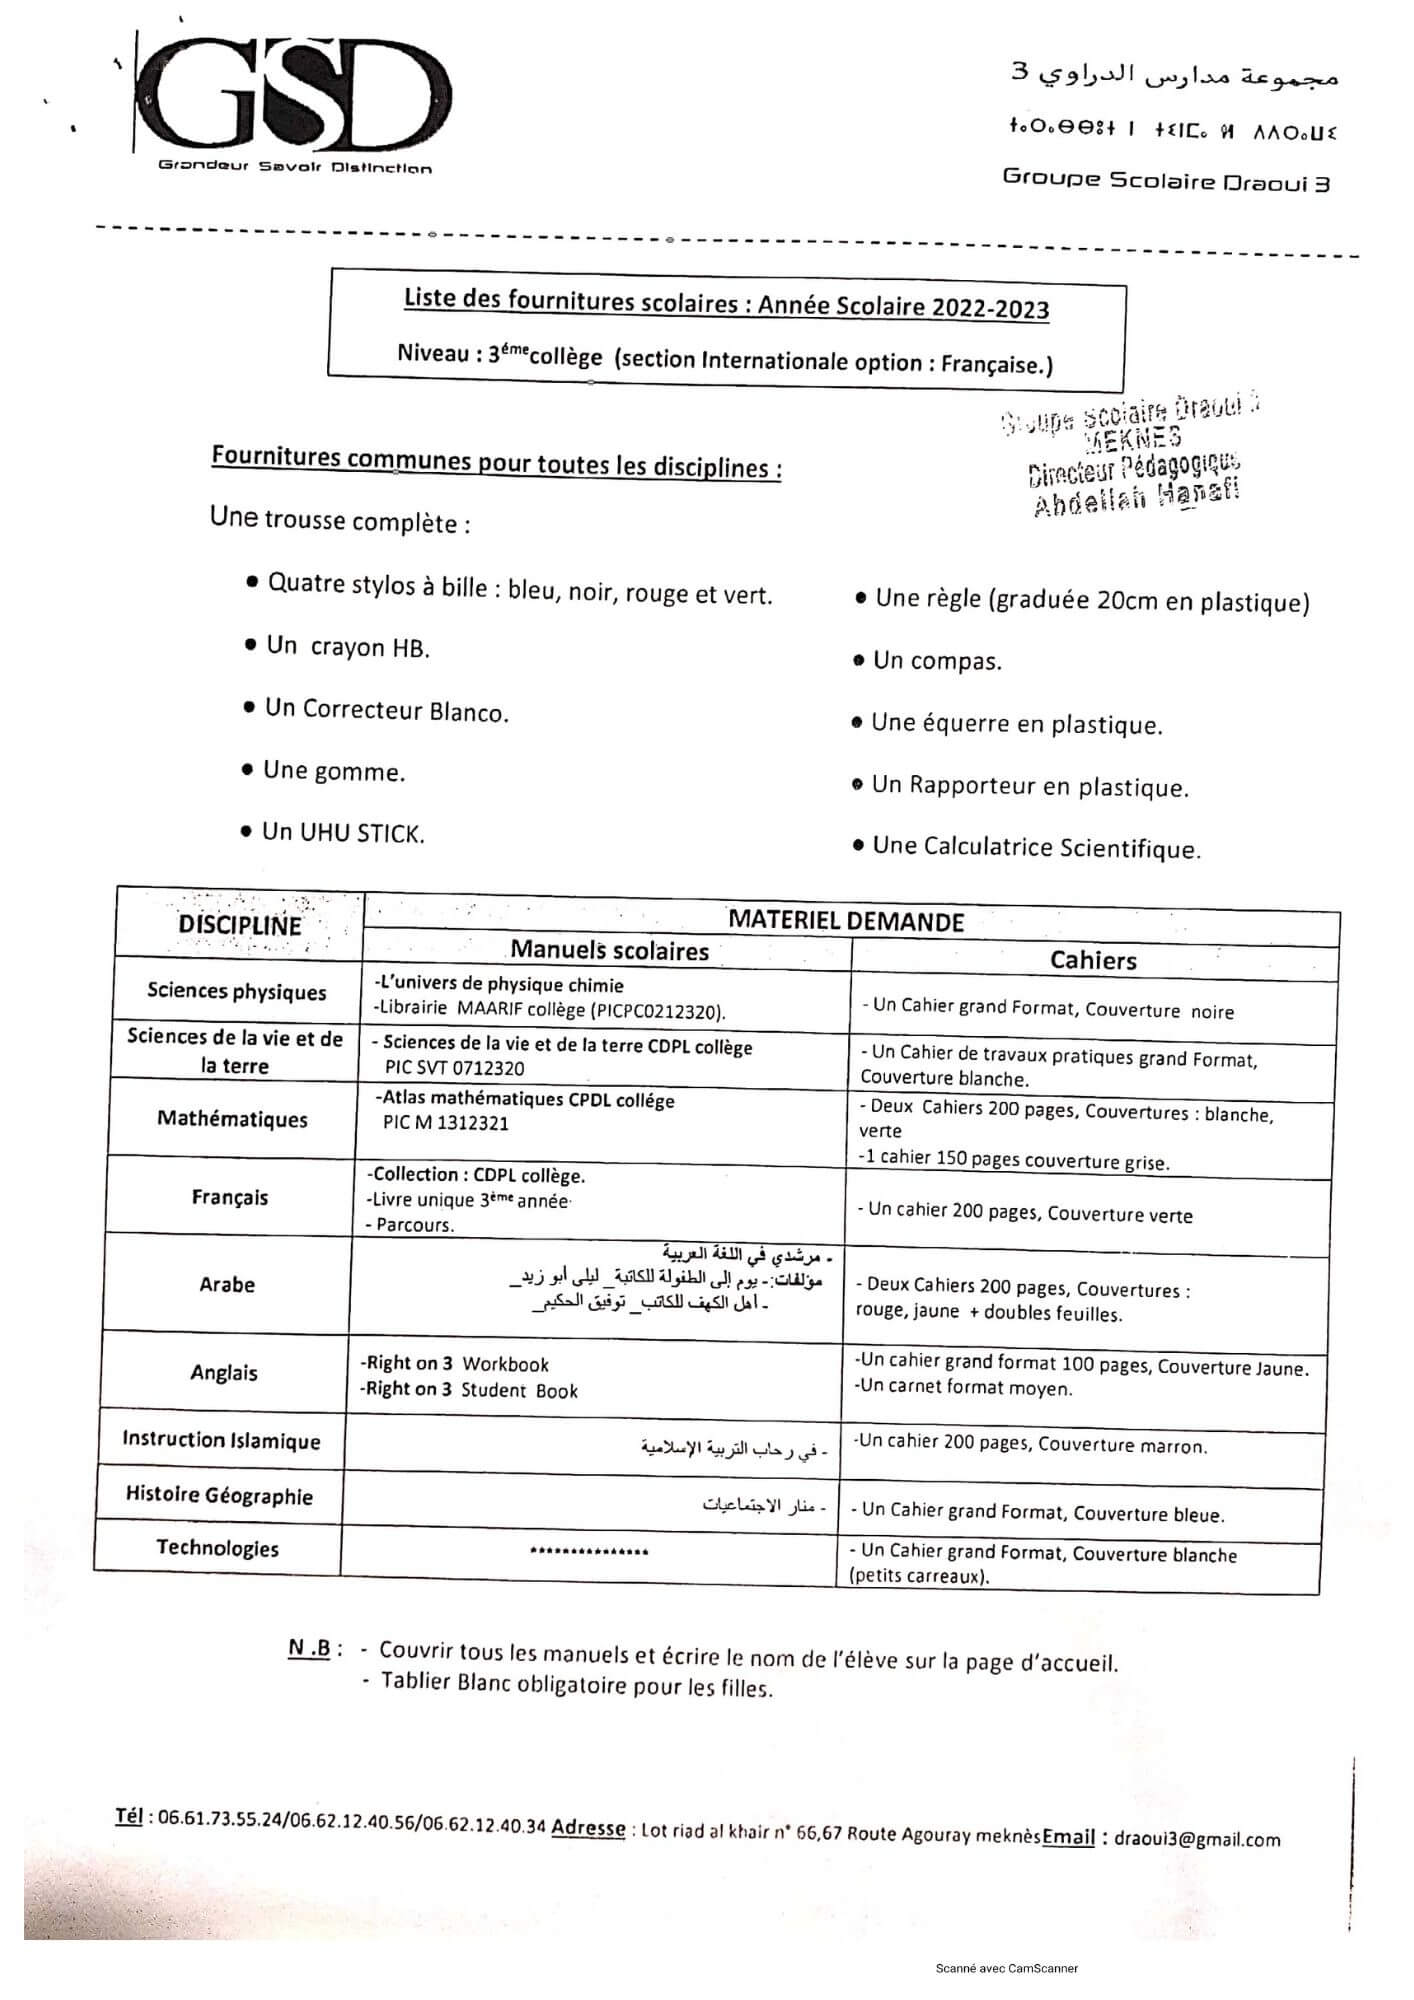 GSD
Grandeur Savoir Distinction
مجموعة مدارس الدراوي 3
ⵜⴰⵔⴰⴱⴱⵓⵜ ⵏ ⵜⵉⵏⵎⴰ ⵍ ⴷⴷⵔⴰⵡⵉ
Groupe Scolaire Draoui 3
Liste des fournitures scolaires : Année Scolaire 2022-2023
Niveau : 3éme collège (section Internationale option : Française.)
Groupe Scolaire Draoui 3
MEKNES
Directeur Pédagogique
Abdellah Hanafi
Fournitures communes pour toutes les disciplines :
Une trousse complète :
• Quatre stylos à bille : bleu, noir, rouge et vert.
• Un crayon HB.
• Un Correcteur Blanco.
• Une gomme.
• Un UHU STICK.
• Une règle (graduée 20cm en plastique)
• Un compas.
• Une équerre en plastique.
• Un Rapporteur en plastique.
• Une Calculatrice Scientifique.
DISCIPLINE
MATERIEL DEMANDE
Manuels scolaires
Cahiers
Sciences physiques
-L'univers de physique chimie
-Librairie MAARIF collège (PICPC0212320).
- Un Cahier grand Format, Couverture noire
Sciences de la vie et de
la terre
- Sciences de la vie et de la terre CDPL collège
PIC SVT 0712320
- Un Cahier de travaux pratiques grand Format,
Couverture blanche.
Mathématiques
-Atlas mathématiques CPDL collége
PIC M 1312321
- Deux Cahiers 200 pages, Couvertures : blanche,
verte
-1 cahier 150 pages couverture grise.
Français
-Collection : CDPL collège.
-Livre unique 3ème année
- Parcours.
- Un cahier 200 pages, Couverture verte
Arabe
- مرشدي في اللغة العربية
مؤلفات:- يوم إلى الطفولة للكاتبة_ ليلى أبو زيد_
- أهل الكهف للكاتب_ توفيق الحكيم_
- Deux Cahiers 200 pages, Couvertures :
rouge, jaune + doubles feuilles.
Anglais
-Right on 3 Workbook
-Right on 3 Student Book
-Un cahier grand format 100 pages, Couverture Jaune.
-Un carnet format moyen.
Instruction Islamique
- في رحاب التربية الإسلامية
-Un cahier 200 pages, Couverture marron.
Histoire Géographie
- منار الاجتماعيات
- Un Cahier grand Format, Couverture bleue.
Technologies
***************
- Un Cahier grand Format, Couverture blanche
(petits carreaux).
N .B : - Couvrir tous les manuels et écrire le nom de l'élève sur la page d'accueil.
- Tablier Blanc obligatoire pour les filles.
Tél : 06.61.73.55.24/06.62.12.40.56/06.62.12.40.34 Adresse : Lot riad al khair n° 66,67 Route Agouray meknès Email : draoui3@gmail.com
Scanné avec CamScanner